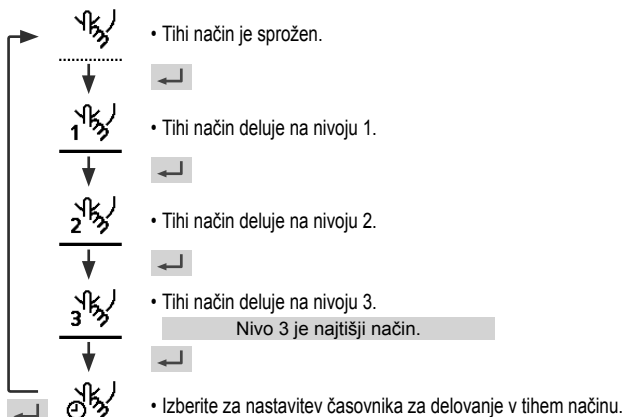 • Tihi način je sprožen.
1
• Tihi način deluje na nivoju 1.
2
• Tihi način deluje na nivoju 2.
3
• Tihi način deluje na nivoju 3.
Nivo 3 je najtišji način.
• Izberite za nastavitev časovnika za delovanje v tihem načinu.